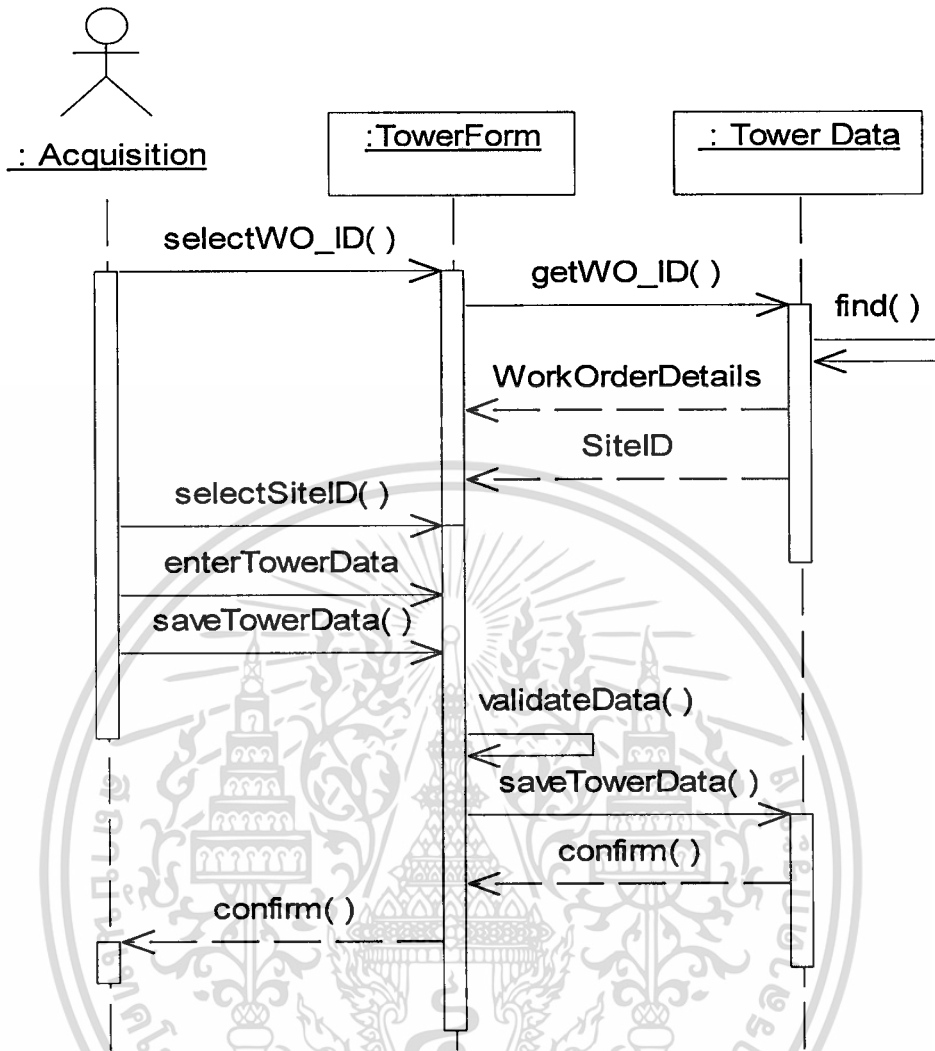 : Acquisition
:TowerForm
: Tower Data
selectWO_ID( )
getWO_ID( )
find( )
WorkOrderDetails
SiteID
selectSiteID( )
enterTowerData
saveTowerData( )
validateData( )
saveTowerData( )
confirm( )
confirm( )